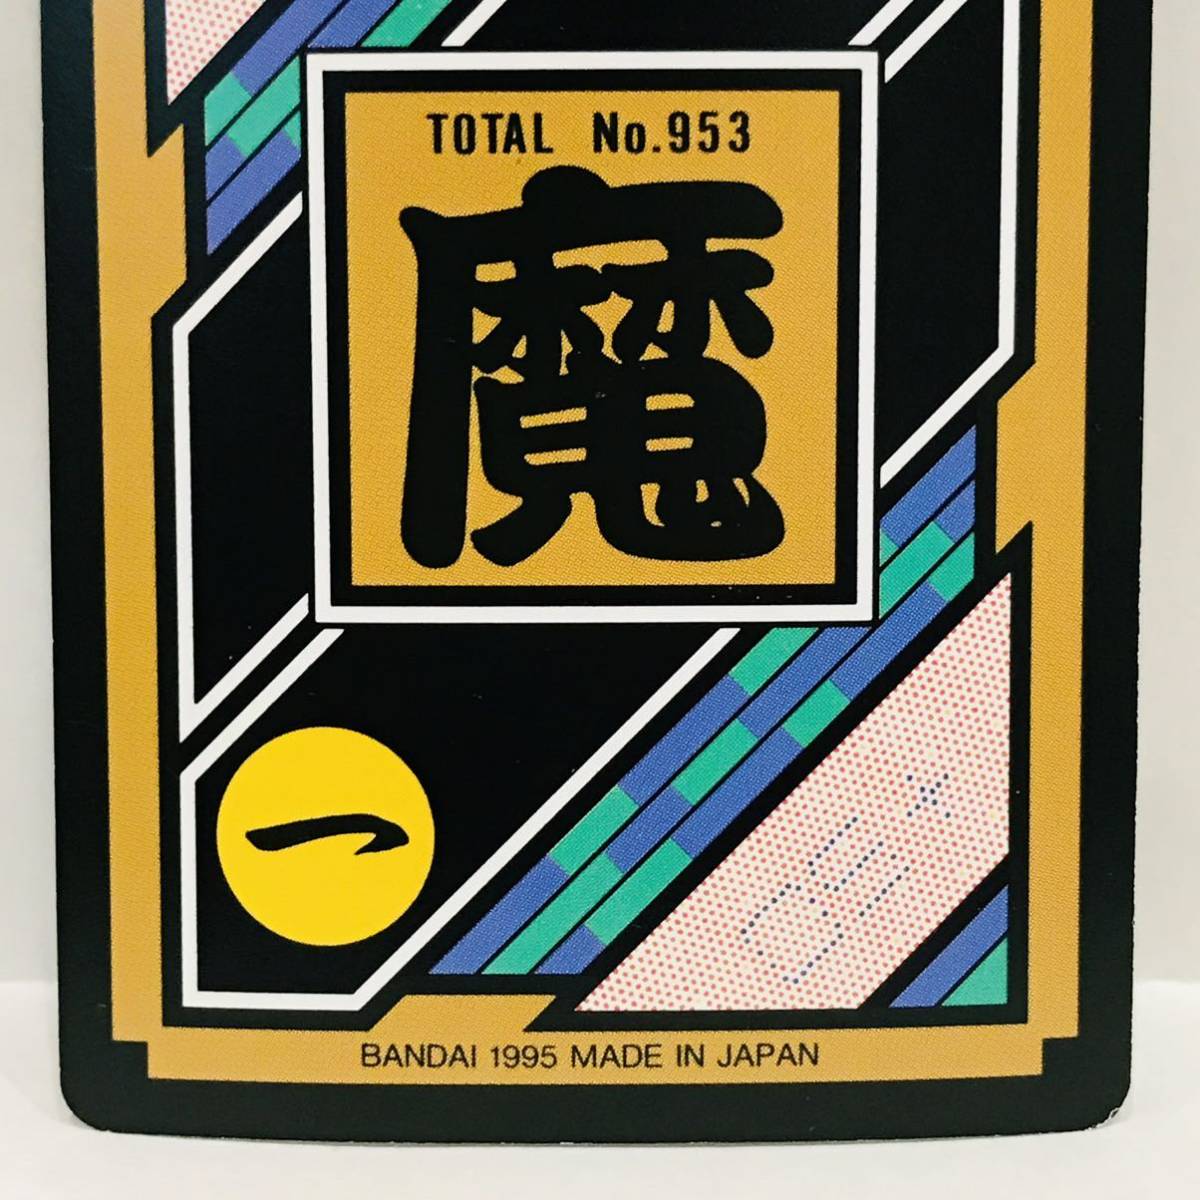 TOTAL No.953
魔
一
BANDAI 1995 MADE IN JAPAN